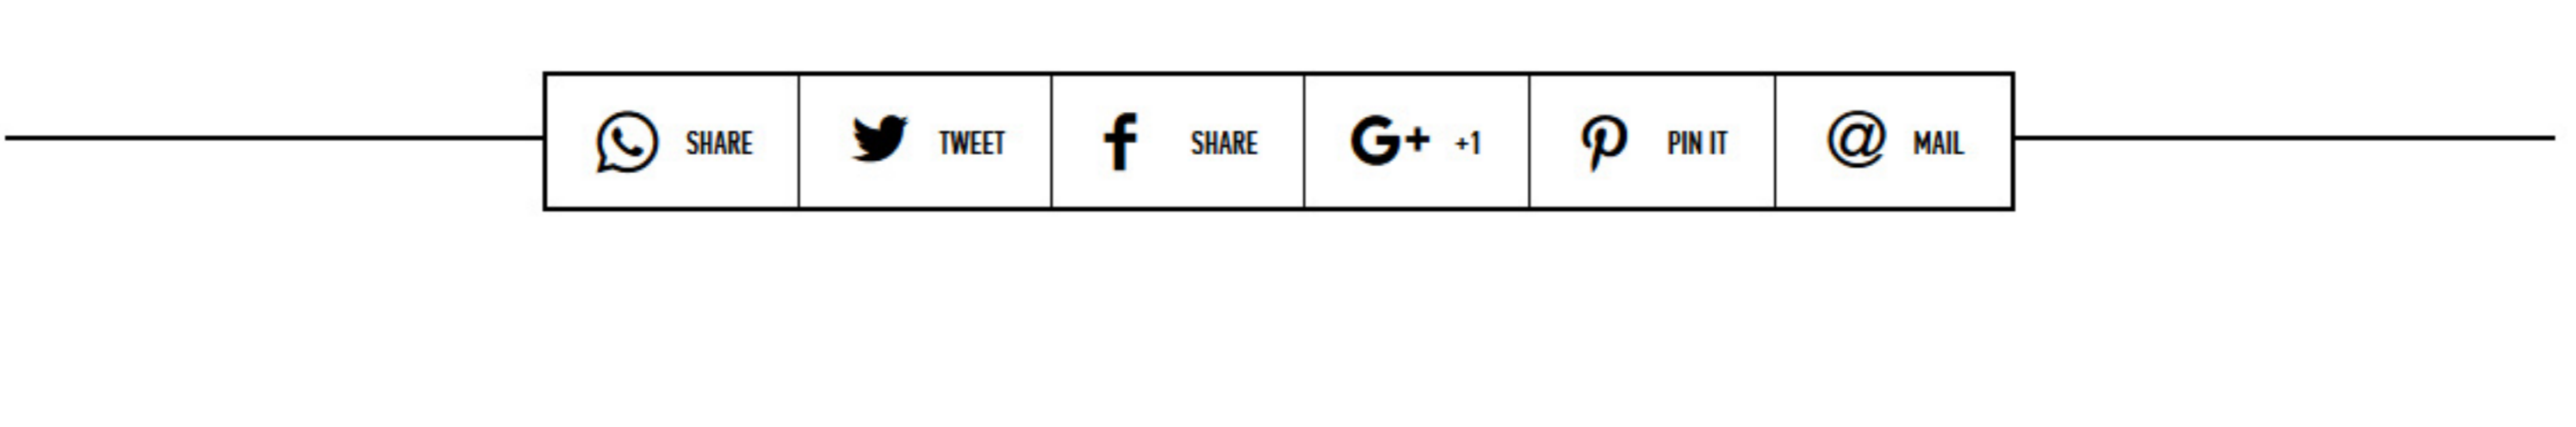 SHARE TWEET SHARE G+ +1 PIN IT @ MAIL